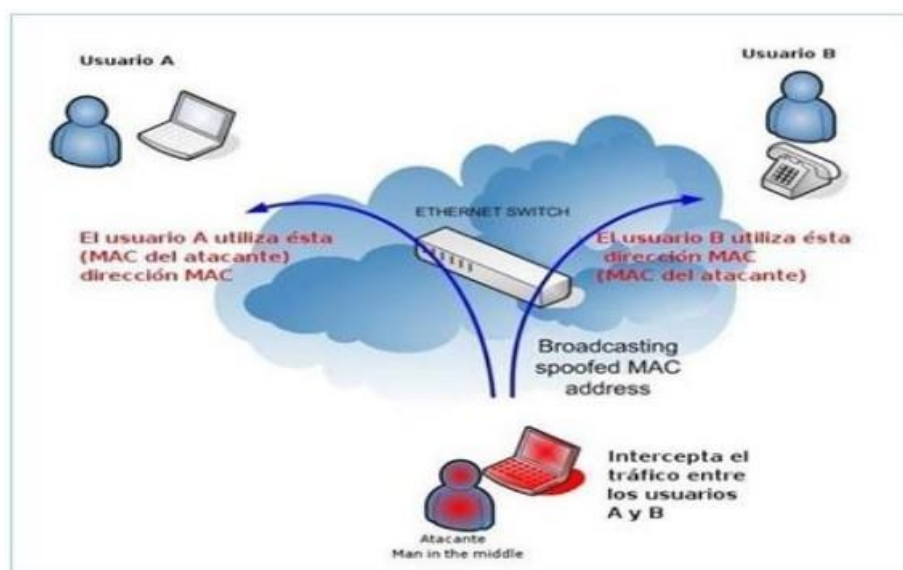 Usuario A
Usuario B
ETHERNET SWITCH
El usuario A utiliza ésta
(MAC del atacante)
dirección MAC
El usuario B utiliza ésta
dirección MAC
(MAC del atacante)
Broadcasting
spoofed MAC
address
Intercepta el
tráfico entre
los usuarios
A y B
Atacante
Man in the middle